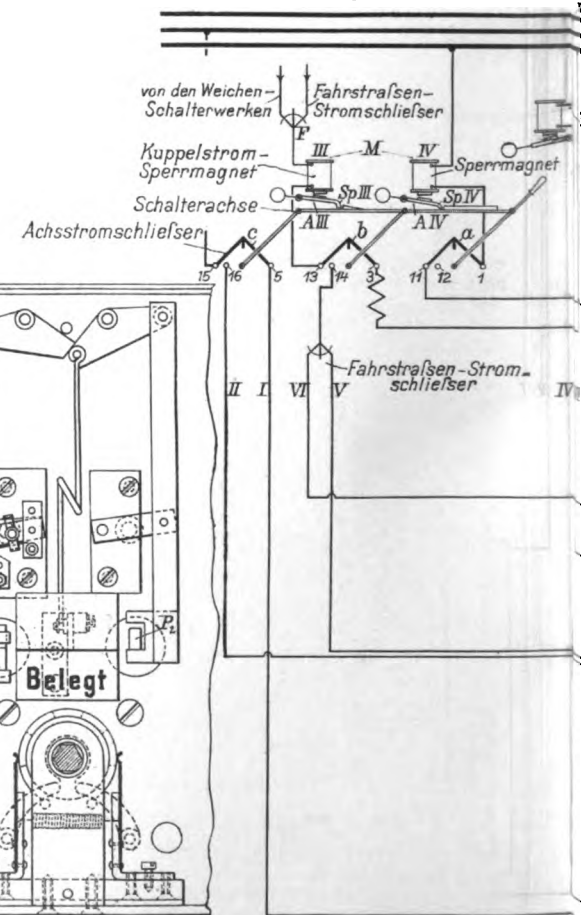 von den Weichen-
Schalterwerken
Fahrstraſsen-
Stromschlieſser
F
III M IV
Kuppelstrom-
Sperrmagnet
Sperrmagnet
Sp III Sp IV
Schalterachse
A III A IV
Achsstromschlieſser
c b a
15 16 5 13 14 3 11 12 1
Fahrstraſsen-Strom-
schlieſser
II I VI V IV
P₂
Belegt